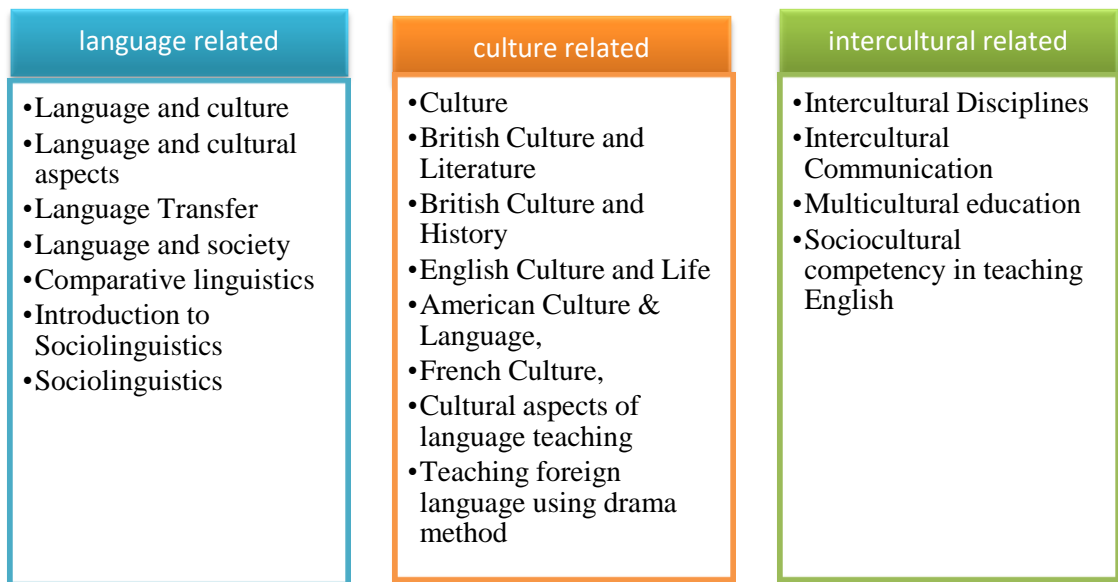 language related
•Language and culture
•Language and cultural
aspects
•Language Transfer
•Language and society
•Comparative linguistics
•Introduction to
Sociolinguistics
•Sociolinguistics
culture related
•Culture
•British Culture and
Literature
•British Culture and
History
•English Culture and Life
•American Culture &
Language,
•French Culture,
•Cultural aspects of
language teaching
•Teaching foreign
language using drama
method
intercultural related
•Intercultural Disciplines
•Intercultural
Communication
•Multicultural education
•Sociocultural
competency in teaching
English